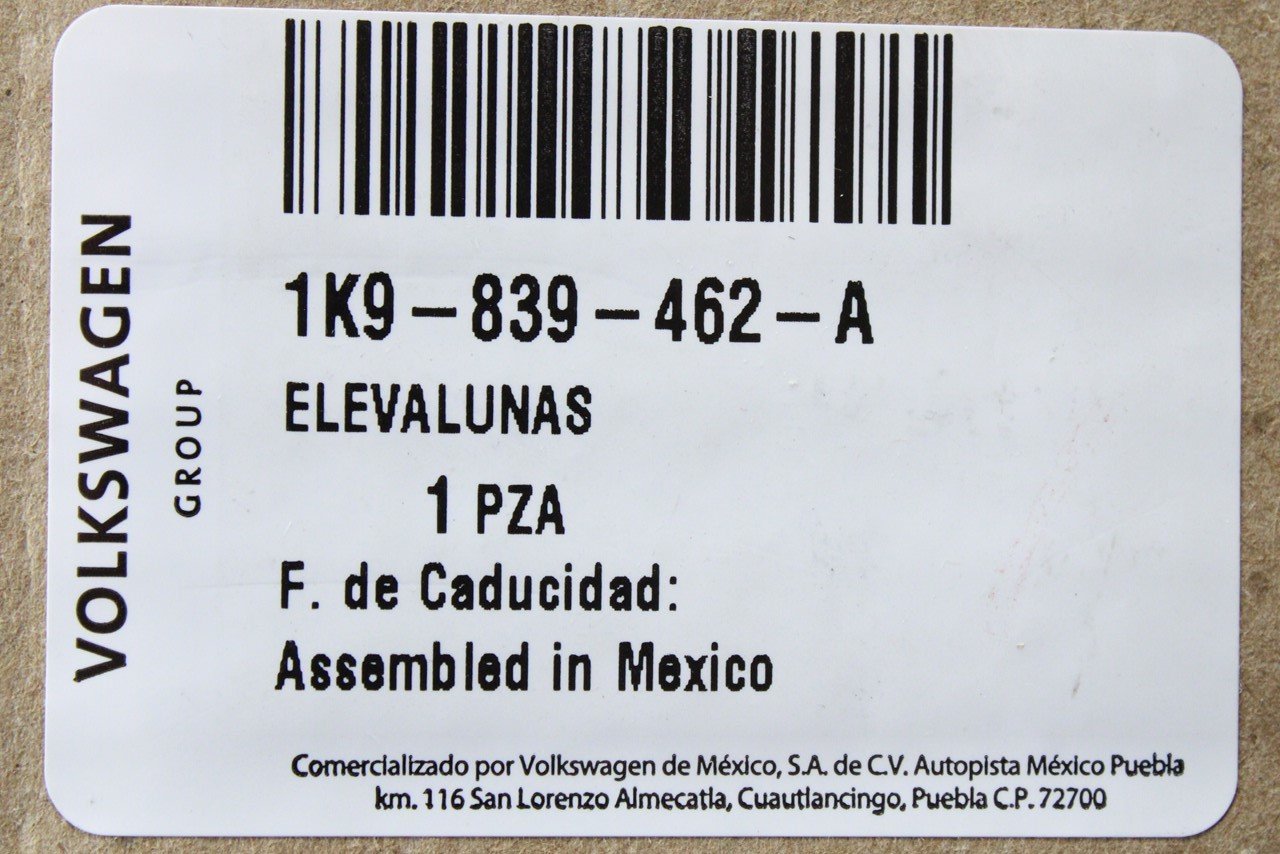 VOLKSWAGEN
GROUP
1K9-839-462-A
ELEVALUNAS
1 PZA
F. de Caducidad:
Assembled in Mexico
Comercializado por Volkswagen de México, S.A. de C.V. Autopista México Puebla
km. 116 San Lorenzo Almecatla, Cuautlancingo, Puebla C.P. 72700